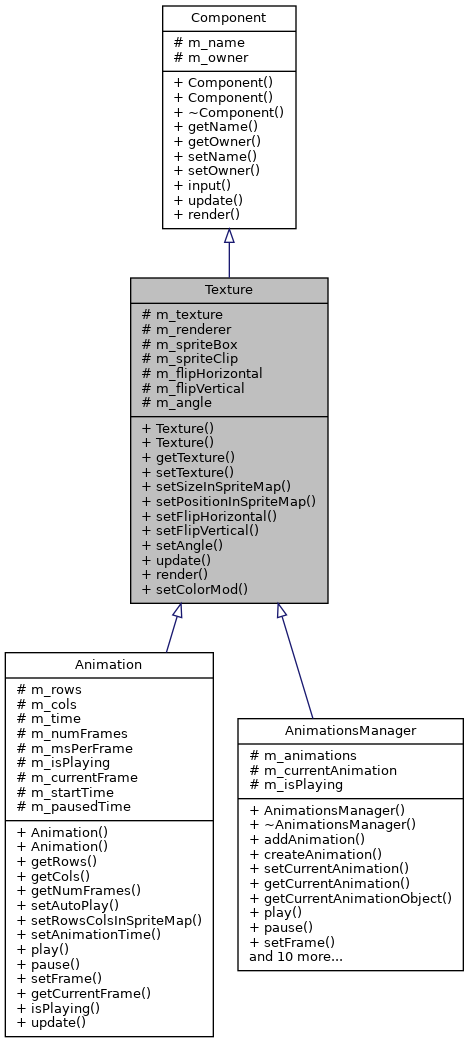 Component
# m_name
# m_owner
+ Component()
+ Component()
+ ~Component()
+ getName()
+ getOwner()
+ setName()
+ setOwner()
+ input()
+ update()
+ render()
Texture
# m_texture
# m_renderer
# m_spriteBox
# m_spriteClip
# m_flipHorizontal
# m_flipVertical
# m_angle
+ Texture()
+ Texture()
+ getTexture()
+ setTexture()
+ setSizeInSpriteMap()
+ setPositionInSpriteMap()
+ setFlipHorizontal()
+ setFlipVertical()
+ setAngle()
+ update()
+ render()
+ setColorMod()
Animation
# m_rows
# m_cols
# m_time
# m_numFrames
# m_msPerFrame
# m_isPlaying
# m_currentFrame
# m_startTime
# m_pausedTime
+ Animation()
+ Animation()
+ getRows()
+ getCols()
+ getNumFrames()
+ setAutoPlay()
+ setRowsColsInSpriteMap()
+ setAnimationTime()
+ play()
+ pause()
+ setFrame()
+ getCurrentFrame()
+ isPlaying()
+ update()
AnimationsManager
# m_animations
# m_currentAnimation
# m_isPlaying
+ AnimationsManager()
+ ~AnimationsManager()
+ addAnimation()
+ createAnimation()
+ setCurrentAnimation()
+ getCurrentAnimation()
+ getCurrentAnimationObject()
+ play()
+ pause()
+ setFrame()
and 10 more...